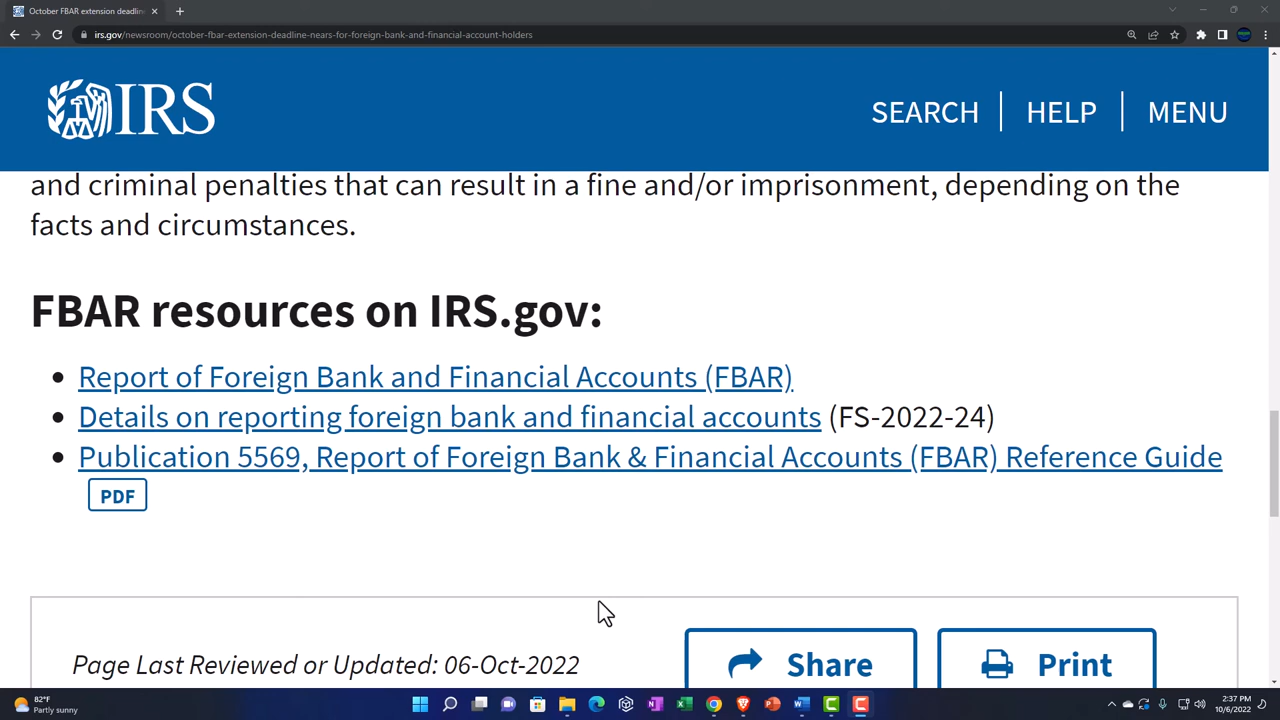 October FBAR extension deadlin
irs.gov/newsroom/october-fbar-extension-deadline-nears-for-foreign-bank-and-financial-account-holders
IRS
SEARCH HELP MENU
and criminal penalties that can result in a fine and/or imprisonment, depending on the
facts and circumstances.
FBAR resources on IRS.gov:
Report of Foreign Bank and Financial Accounts (FBAR)
Details on reporting foreign bank and financial accounts (FS-2022-24)
Publication 5569, Report of Foreign Bank & Financial Accounts (FBAR) Reference Guide
PDF
Page Last Reviewed or Updated: 06-Oct-2022
Share
Print
82°F
Partly sunny
2:37 PM
10/6/2022